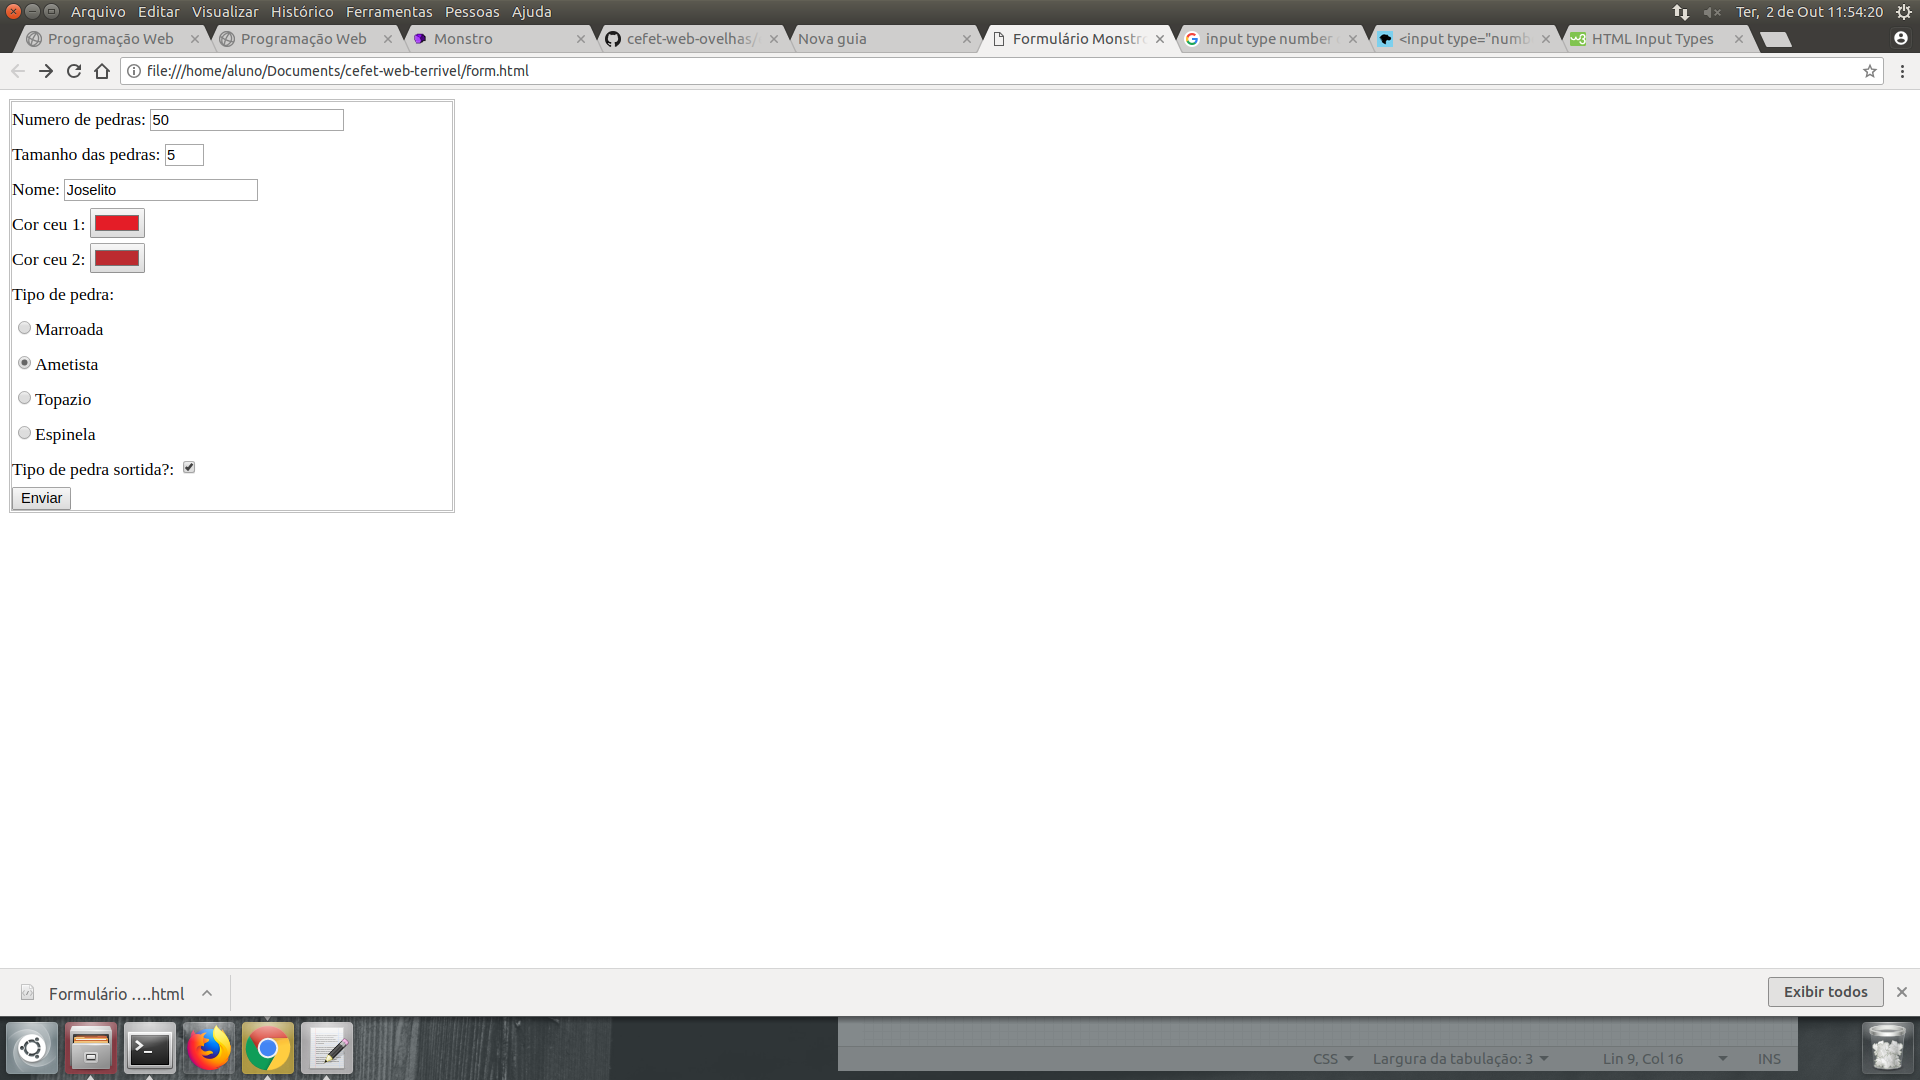 Arquivo Editar Visualizar Histórico Ferramentas Pessoas Ajuda
Ter, 2 de Out 11:54:20
Programação Web
Programação Web
Monstro
cefet-web-ovelhas/
Nova guia
Formulário Monstr
input type number
<input type="numb
HTML Input Types
file:///home/aluno/Documents/cefet-web-terrivel/form.html
Numero de pedras: 50
Tamanho das pedras: 5
Nome: Joselito
Cor ceu 1:
Cor ceu 2:
Tipo de pedra:
Marroada
Ametista
Topazio
Espinela
Tipo de pedra sortida?:
Enviar
Formulário ….html
Exibir todos
CSS Largura da tabulação: 3 Lin 9, Col 16 INS